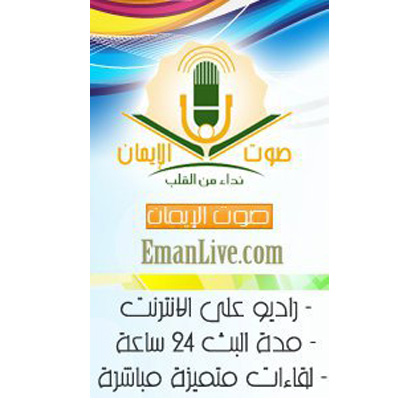 صوت الإيمان
نداء من القلب
صوت الإيمان
EmanLive.com
- راديو على الانترنت
- مدة البث 24 ساعة
- لقاءات متميزة مباشرة